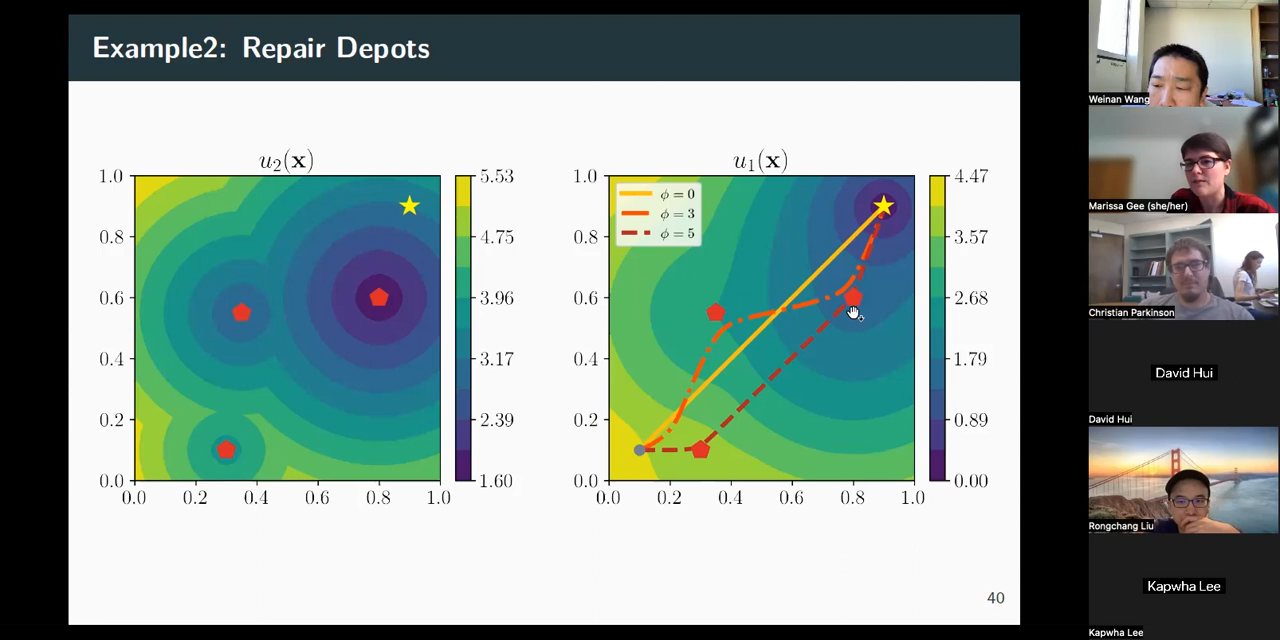 Example2: Repair Depots
u₂(x)
1.0
0.8
0.6
0.4
0.2
0.0
0.0 0.2 0.4 0.6 0.8 1.0
5.53
4.75
3.96
3.17
2.39
1.60
u₁(x)
ϕ = 0
ϕ = 3
ϕ = 5
1.0
0.8
0.6
0.4
0.2
0.0
0.0 0.2 0.4 0.6 0.8 1.0
4.47
3.57
2.68
1.79
0.89
0.00
40
Weinan Wang
Marissa Gee (she/her)
Christian Parkinson
David Hui
David Hui
Rongchang Liu
Kapwha Lee
Kapwha Lee